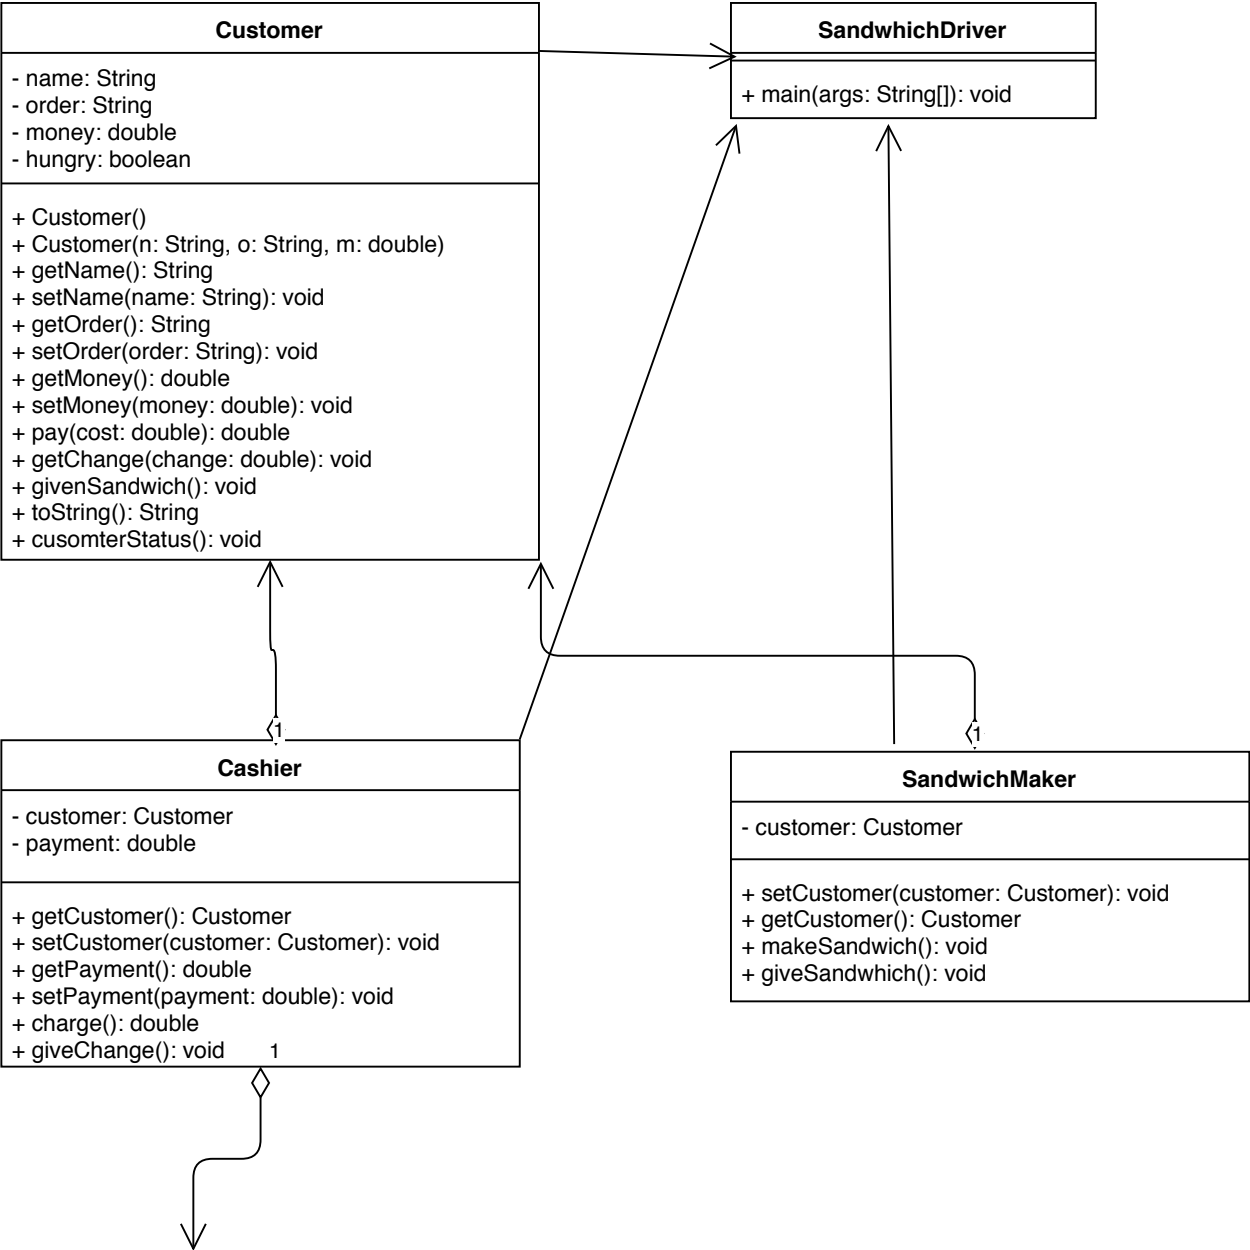 Customer
- name: String
- order: String
- money: double
- hungry: boolean
+ Customer()
+ Customer(n: String, o: String, m: double)
+ getName(): String
+ setName(name: String): void
+ getOrder(): String
+ setOrder(order: String): void
+ getMoney(): double
+ setMoney(money: double): void
+ pay(cost: double): double
+ getChange(change: double): void
+ givenSandwich(): void
+ toString(): String
+ cusomterStatus(): void
SandwhichDriver
+ main(args: String[]): void
1
Cashier
- customer: Customer
- payment: double
+ getCustomer(): Customer
+ setCustomer(customer: Customer): void
+ getPayment(): double
+ setPayment(payment: double): void
+ charge(): double
+ giveChange(): void
1
1
SandwichMaker
- customer: Customer
+ setCustomer(customer: Customer): void
+ getCustomer(): Customer
+ makeSandwich(): void
+ giveSandwhich(): void